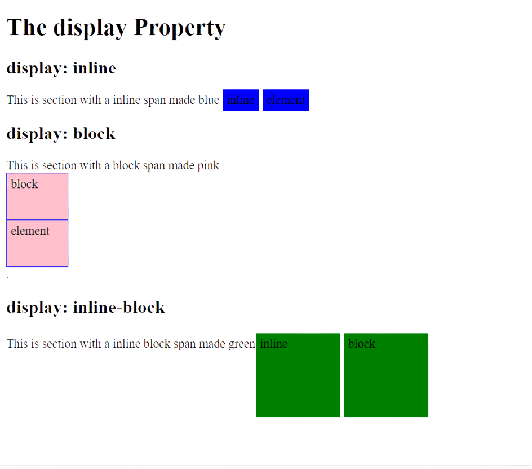 The display Property
display: inline
This is section with a inline span made blue inline element
display: block
This is section with a block span made pink
block
element
.
display: inline-block
This is section with a inline block span made green inline block